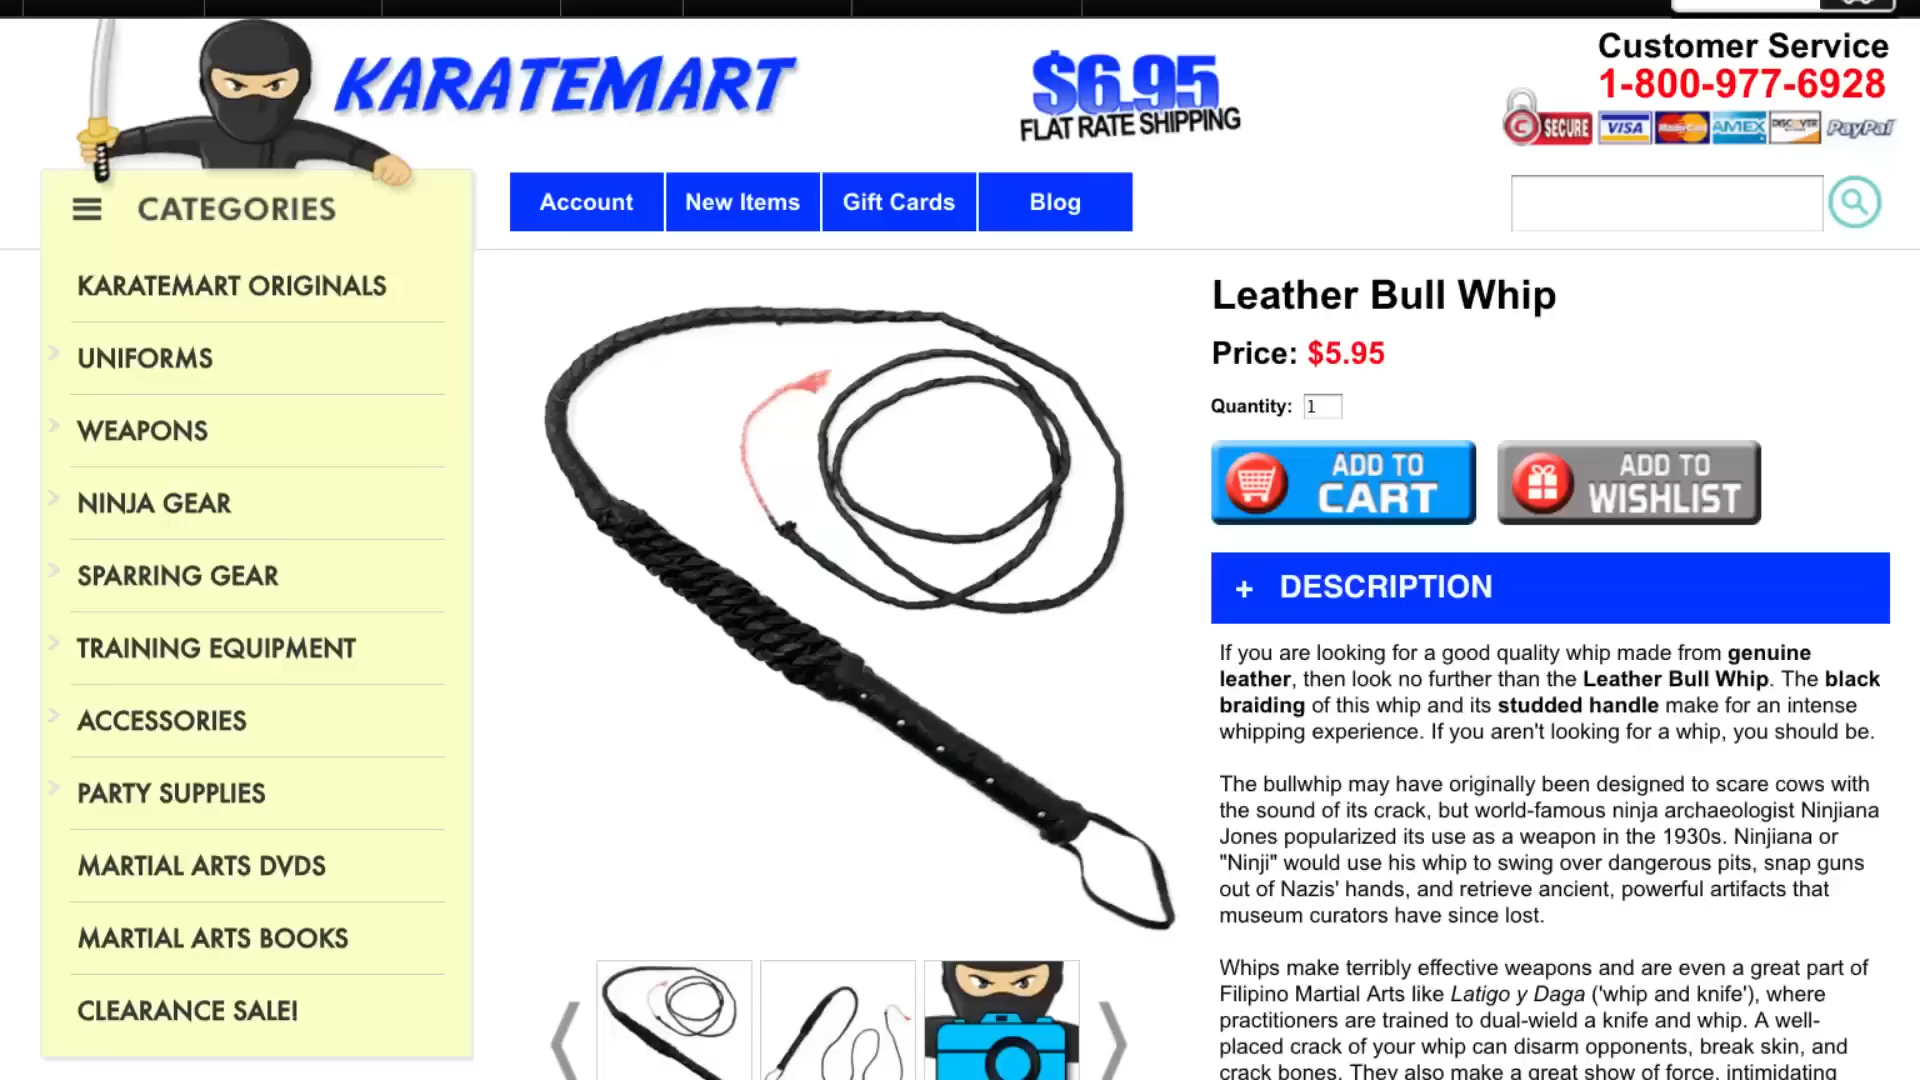 KARATEMART
$6.95
FLAT RATE SHIPPING
Customer Service
1-800-977-6928
SECURE VISA MasterCard AMEX DISCOVER PayPal
CATEGORIES
Account
New Items
Gift Cards
Blog
KARATEMART ORIGINALS
UNIFORMS
WEAPONS
NINJA GEAR
SPARRING GEAR
TRAINING EQUIPMENT
ACCESSORIES
PARTY SUPPLIES
MARTIAL ARTS DVDS
MARTIAL ARTS BOOKS
CLEARANCE SALE!
Leather Bull Whip
Price: $5.95
Quantity: 1
ADD TO
CART
ADD TO
WISHLIST
+ DESCRIPTION
If you are looking for a good quality whip made from genuine
leather, then look no further than the Leather Bull Whip. The black
braiding of this whip and its studded handle make for an intense
whipping experience. If you aren't looking for a whip, you should be.
The bullwhip may have originally been designed to scare cows with
the sound of its crack, but world-famous ninja archaeologist Ninjiana
Jones popularized its use as a weapon in the 1930s. Ninjiana or
"Ninji" would use his whip to swing over dangerous pits, snap guns
out of Nazis' hands, and retrieve ancient, powerful artifacts that
museum curators have since lost.
Whips make terribly effective weapons and are even a great part of
Filipino Martial Arts like Latigo y Daga ('whip and knife'), where
practitioners are trained to dual-wield a knife and whip. A well-
placed crack of your whip can disarm opponents, break skin, and
crack bones. They also make a great show of force, intimidating